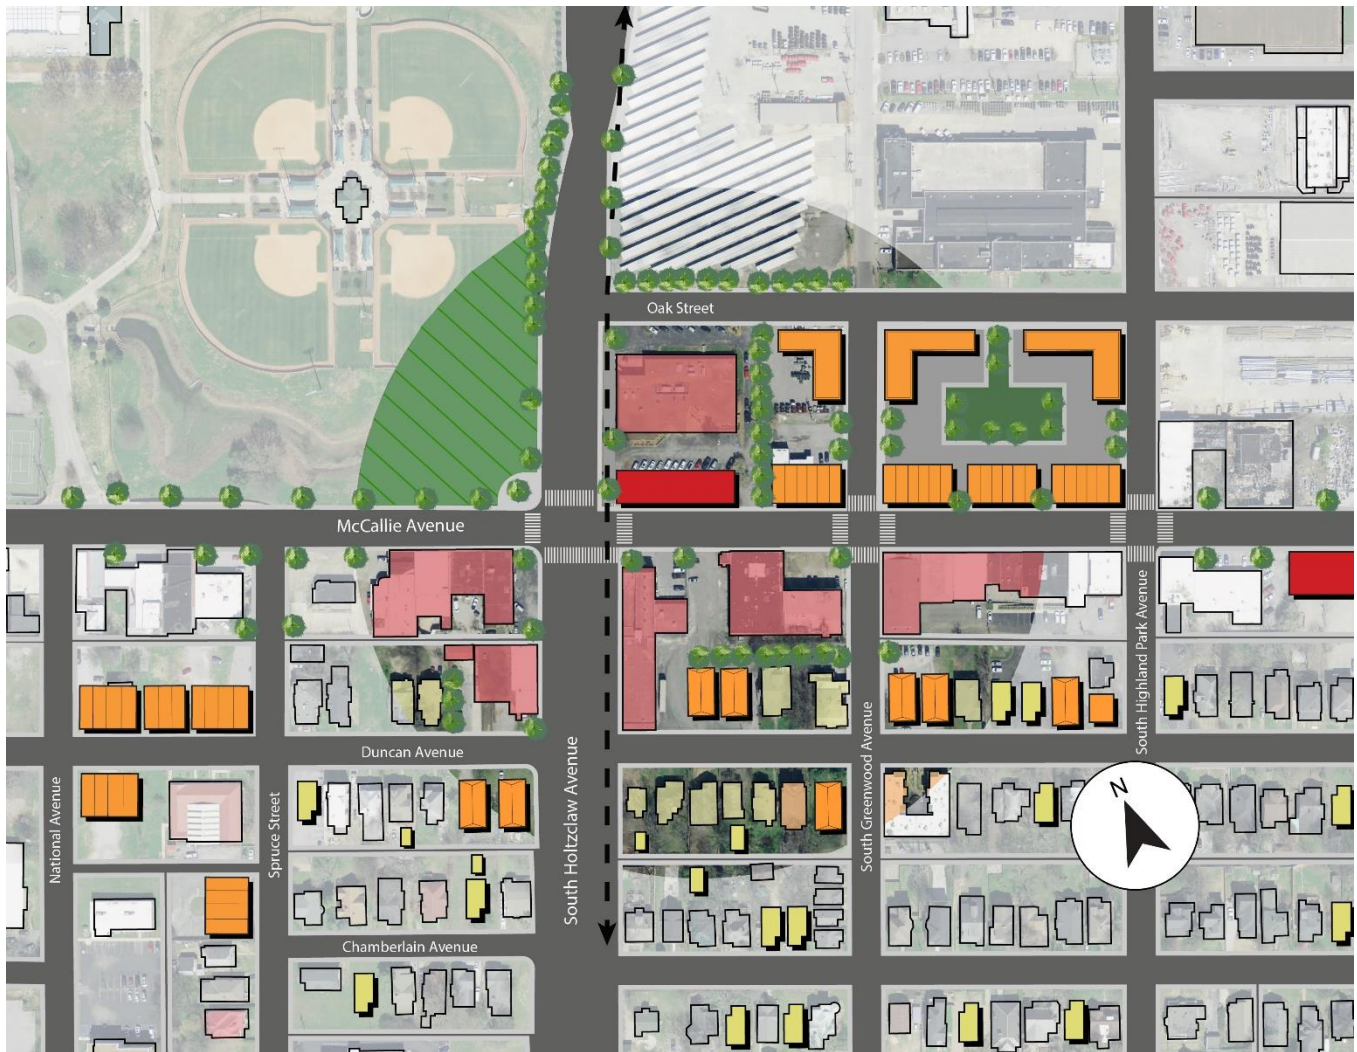 Oak Street
McCallie Avenue
South Highland Park Avenue
Duncan Avenue
South Holtzclaw Avenue
South Greenwood Avenue
National Avenue
Spruce Street
N
Chamberlain Avenue